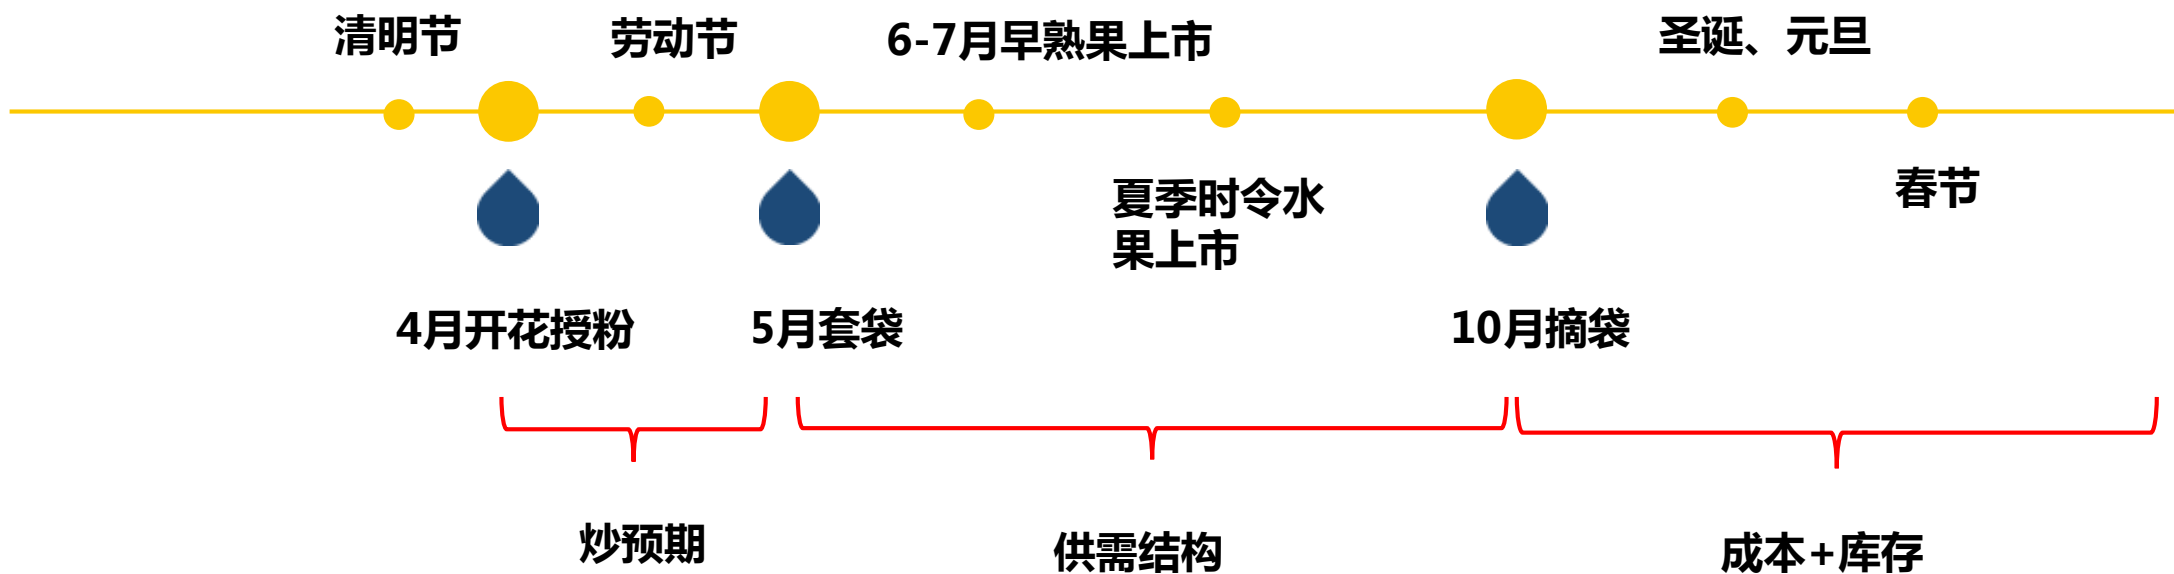 清明节
劳动节
6-7月早熟果上市
圣诞、元旦
夏季时令水
果上市
春节
4月开花授粉
5月套袋
10月摘袋
炒预期
供需结构
成本+库存